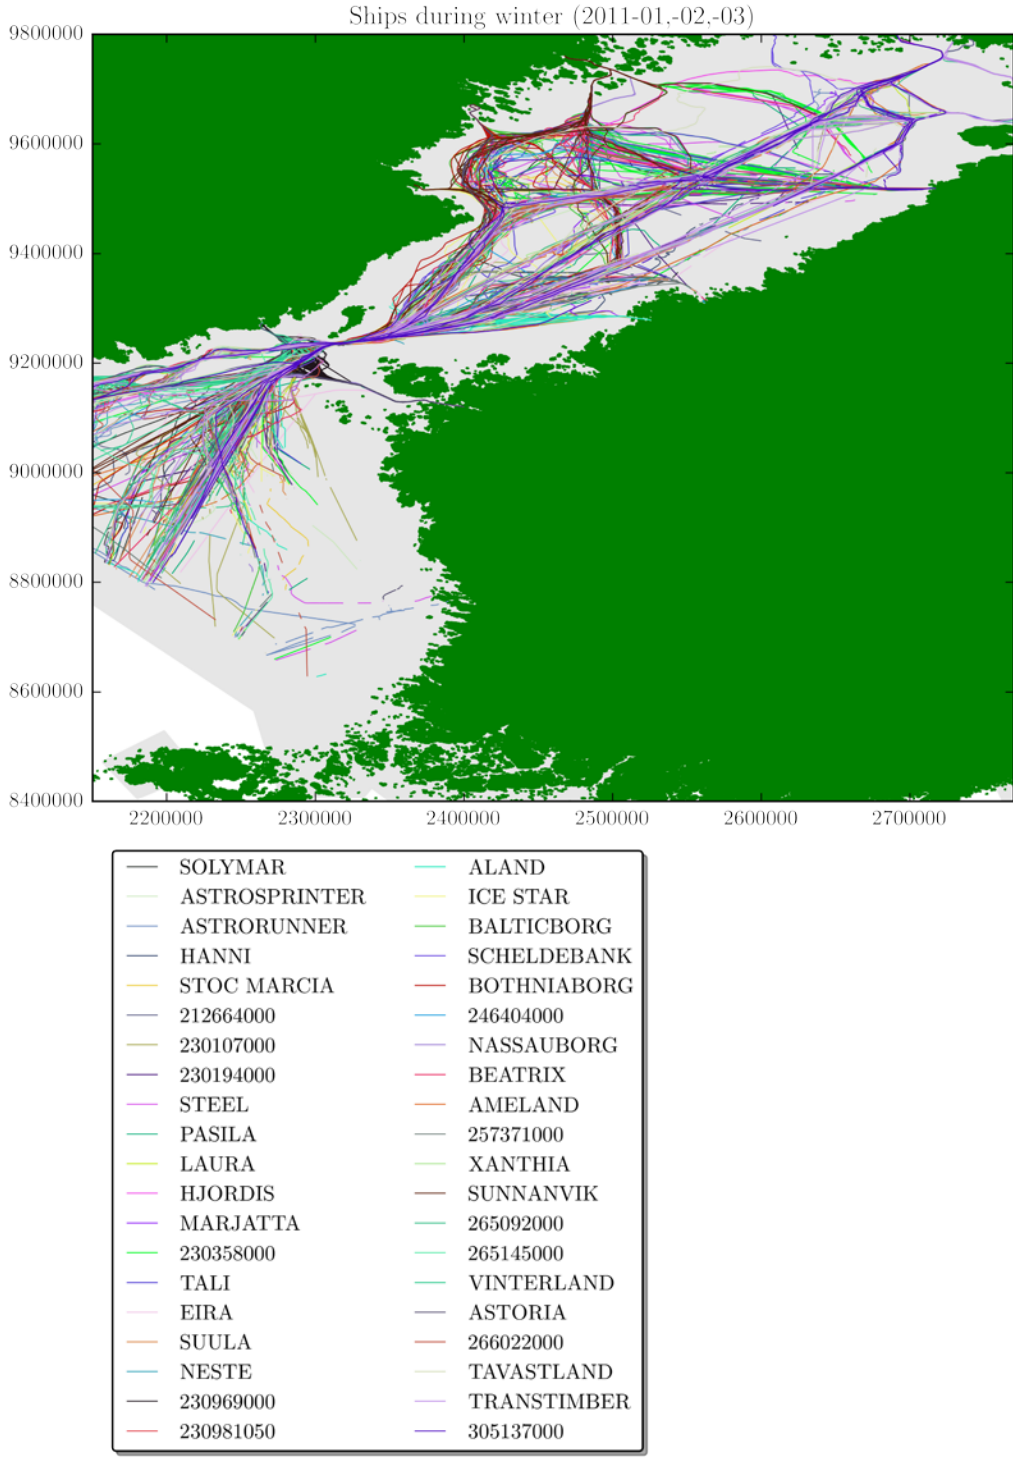 Ships during winter (2011-01,-02,-03)
9800000
9600000
9400000
9200000
9000000
8800000
8600000
8400000
2200000 2300000 2400000 2500000 2600000 2700000
SOLYMAR ALAND
ASTROSPRINTER ICE STAR
ASTRORUNNER BALTICBORG
HANNI SCHELDEBANK
STOC MARCIA BOTHNIABORG
212664000 246404000
230107000 NASSAUBORG
230194000 BEATRIX
STEEL AMELAND
PASILA 257371000
LAURA XANTHIA
HJORDIS SUNNANVIK
MARJATTA 265092000
230358000 265145000
TALI VINTERLAND
EIRA ASTORIA
SUULA 266022000
NESTE TAVASTLAND
230969000 TRANSTIMBER
230981050 305137000